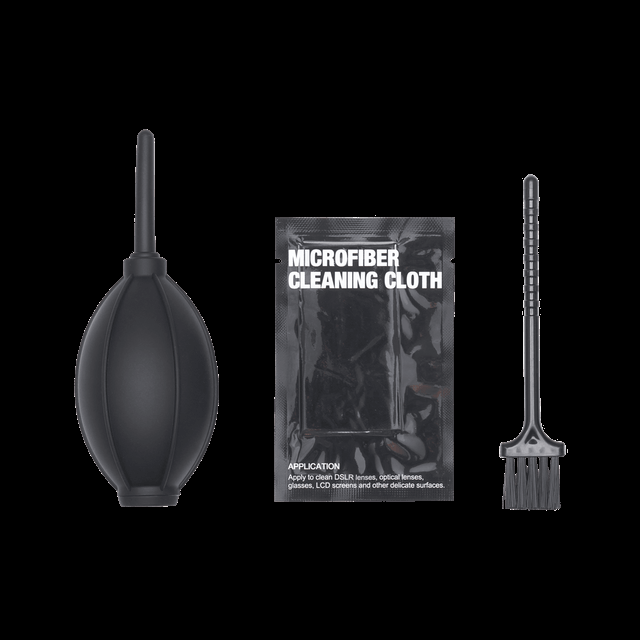 MICROFIBER
CLEANING CLOTH
APPLICATION
Apply to clean DSLR lenses, optical lenses,
glasses, LCD screens and other delicate surfaces.